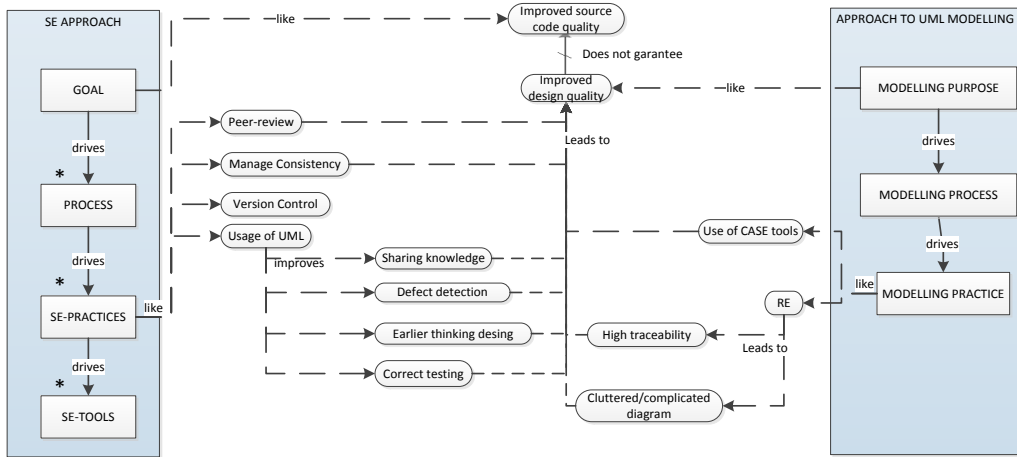 SE APPROACH
GOAL
drives
*
PROCESS
drives
*
SE-PRACTICES
drives
*
SE-TOOLS
like
like
Improved source
code quality
Does not garantee
Improved
design quality
Leads to
Peer-review
Manage Consistency
Version Control
Usage of UML
improves
Sharing knowledge
Defect detection
Earlier thinking desing
Correct testing
High traceability
Cluttered/complicated
diagram
Use of CASE tools
RE
Leads to
like
like
APPROACH TO UML MODELLING
MODELLING PURPOSE
drives
MODELLING PROCESS
drives
MODELLING PRACTICE